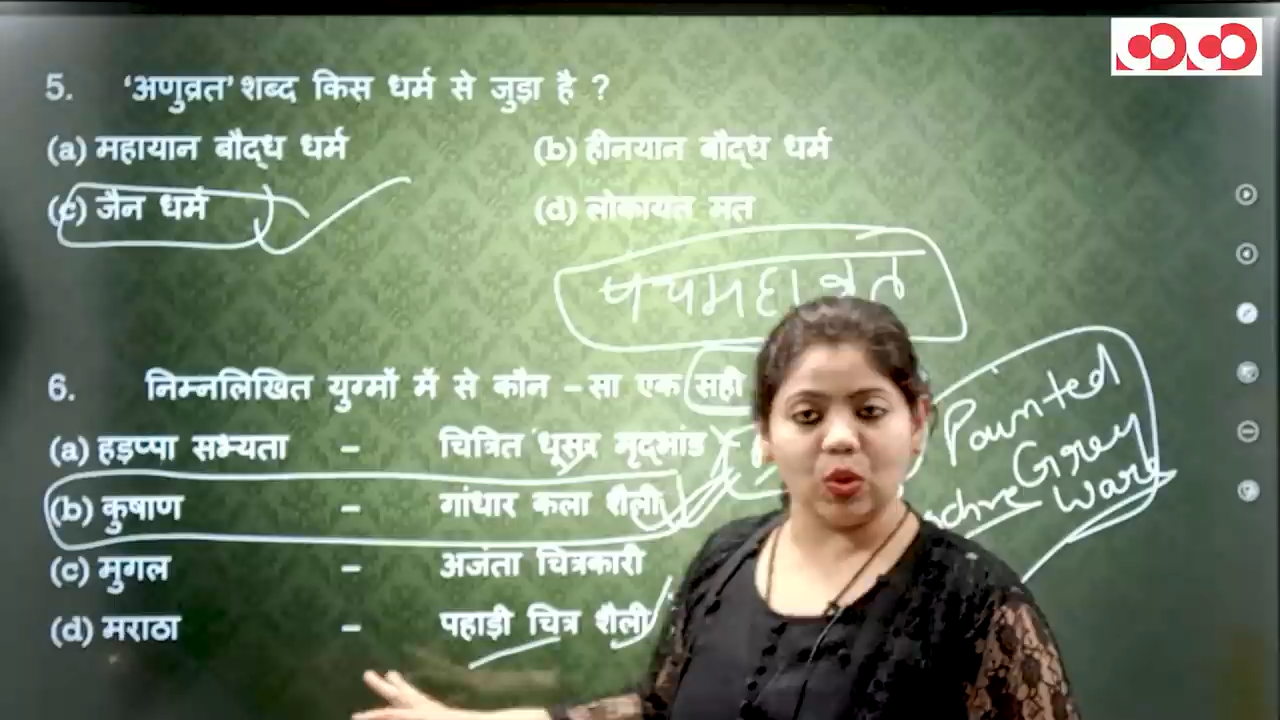 5. 'अणुव्रत' शब्द किस धर्म से जुड़ा है ?
(a) महायान बौद्ध धर्म (b) हीनयान बौद्ध धर्म
(c) जैन धर्म (d) लोकायत मत
पंचमहाव्रत
6. निम्नलिखित युग्मों में से कौन – सा एक सही
(a) हड़प्पा सभ्यता – चित्रित धूसर मृद्भांड
Painted
Grey
Ware
(b) कुषाण – गांधार कला शैली
(c) मुगल – अजंता चित्रकारी
(d) मराठा – पहाड़ी चित्र शैली